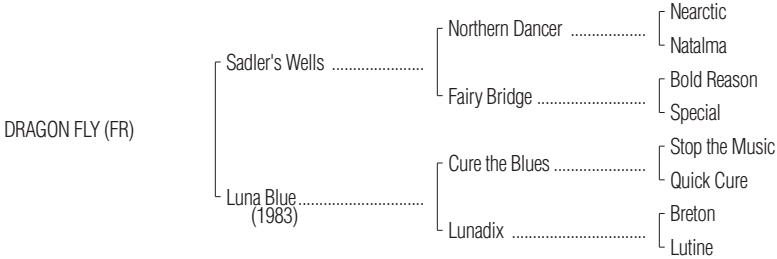 Nearctic
Northern Dancer ..................
Natalma
Sadler's Wells ......................
Bold Reason
Fairy Bridge ..........................
Special
DRAGON FLY (FR)
Stop the Music
Cure the Blues ......................
Quick Cure
Luna Blue ..............................
(1983)
Breton
Lunadix ................................
Lutine